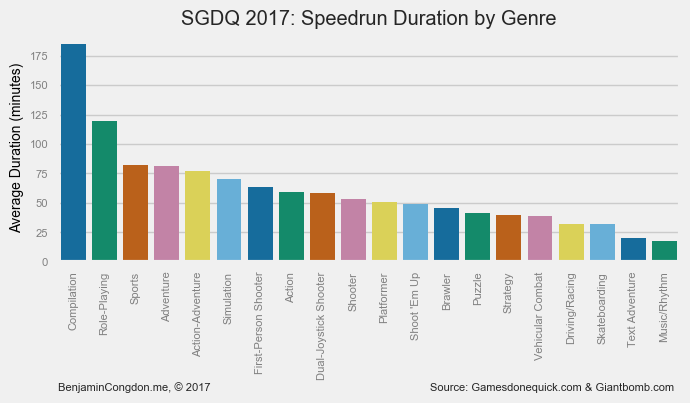 SGDQ 2017: Speedrun Duration by Genre
Average Duration (minutes)
175
150
125
100
75
50
25
0
Compilation
Role-Playing
Sports
Adventure
Action-Adventure
Simulation
First-Person Shooter
Action
Dual-Joystick Shooter
Shooter
Platformer
Shoot 'Em Up
Brawler
Puzzle
Strategy
Vehicular Combat
Driving/Racing
Skateboarding
Text Adventure
Music/Rhythm
BenjaminCongdon.me, © 2017
Source: Gamesdonequick.com & Giantbomb.com